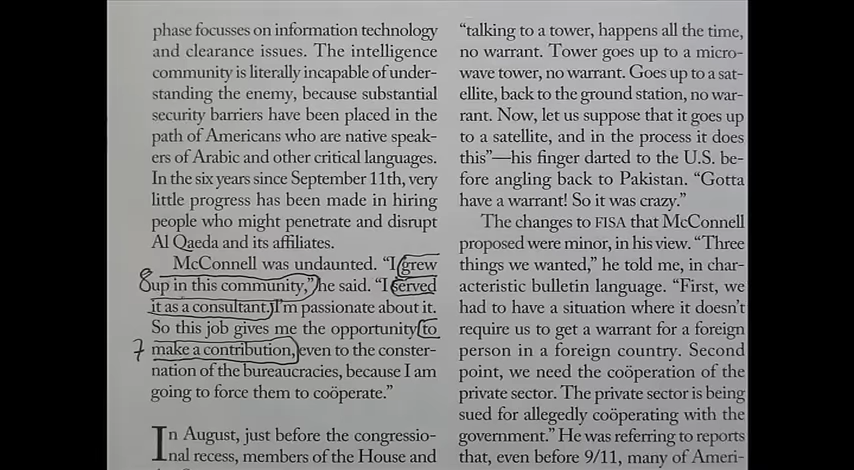 phase focusses on information technology
and clearance issues. The intelligence
community is literally incapable of under-
standing the enemy, because substantial
security barriers have been placed in the
path of Americans who are native speak-
ers of Arabic and other critical languages.
In the six years since September 11th, very
little progress has been made in hiring
people who might penetrate and disrupt
Al Qaeda and its affiliates.
McConnell was undaunted. “I grew
8 up in this community,” he said. “I served
it as a consultant. I’m passionate about it.
So this job gives me the opportunity to
7 make a contribution, even to the conster-
nation of the bureaucracies, because I am
going to force them to coöperate.”
In August, just before the congressio-
nal recess, members of the House and
“talking to a tower, happens all the time,
no warrant. Tower goes up to a micro-
wave tower, no warrant. Goes up to a sat-
ellite, back to the ground station, no war-
rant. Now, let us suppose that it goes up
to a satellite, and in the process it does
this”—his finger darted to the U.S. be-
fore angling back to Pakistan. “Gotta
have a warrant! So it was crazy.”
The changes to FISA that McConnell
proposed were minor, in his view. “Three
things we wanted,” he told me, in char-
acteristic bulletin language. “First, we
had to have a situation where it doesn’t
require us to get a warrant for a foreign
person in a foreign country. Second
point, we need the coöperation of the
private sector. The private sector is being
sued for allegedly coöperating with the
government.” He was referring to reports
that, even before 9/11, many of Ameri-